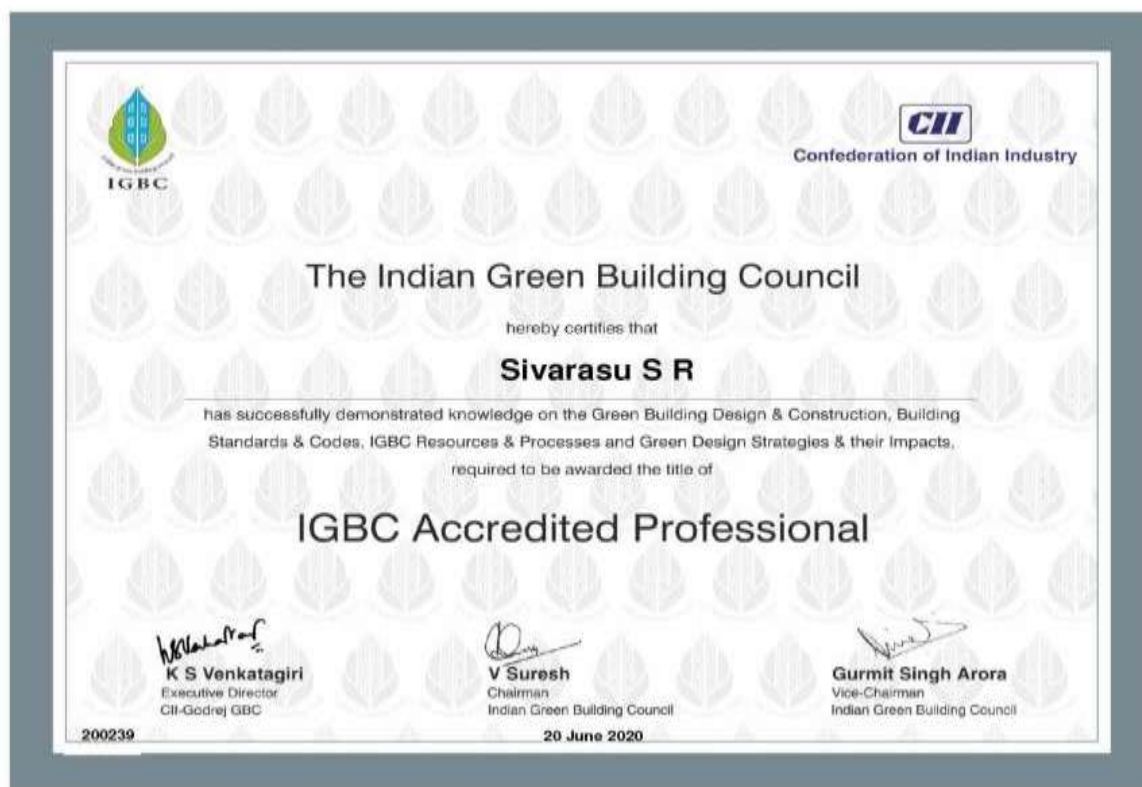 IGBC
CII
Confederation of Indian Industry
The Indian Green Building Council
hereby certifies that
Sivarasu S R
has successfully demonstrated knowledge on the Green Building Design & Construction, Building
Standards & Codes, IGBC Resources & Processes and Green Design Strategies & their Impacts,
required to be awarded the title of
IGBC Accredited Professional
K S Venkatagiri
Executive Director
CII-Godrej GBC
V Suresh
Chairman
Indian Green Building Council
Gurmit Singh Arora
Vice-Chairman
Indian Green Building Council
200239
20 June 2020